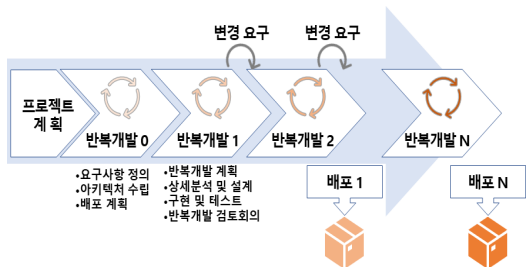 변경 요구
변경 요구
프로젝트
계 획
반복개발 0
반복개발 1
반복개발 2
반복개발 N
•요구사항 정의
•아키텍처 수립
•배포 계획
•반복개발 계획
•상세분석 및 설계
•구현 및 테스트
•반복개발 검토회의
배포 1
배포 N